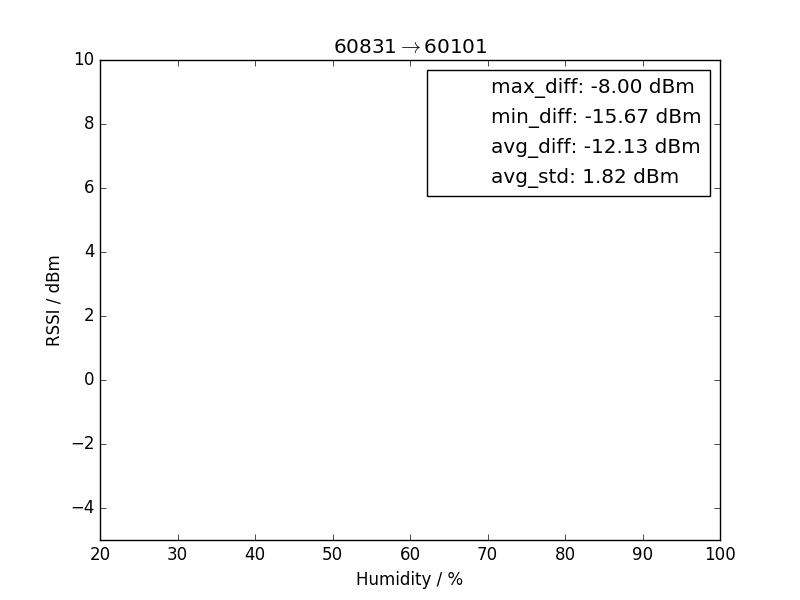 60831→60101
max_diff: -8.00 dBm
min_diff: -15.67 dBm
avg_diff: -12.13 dBm
avg_std: 1.82 dBm
RSSI / dBm
10
8
6
4
2
0
−2
−4
20 30 40 50 60 70 80 90 100
Humidity / %